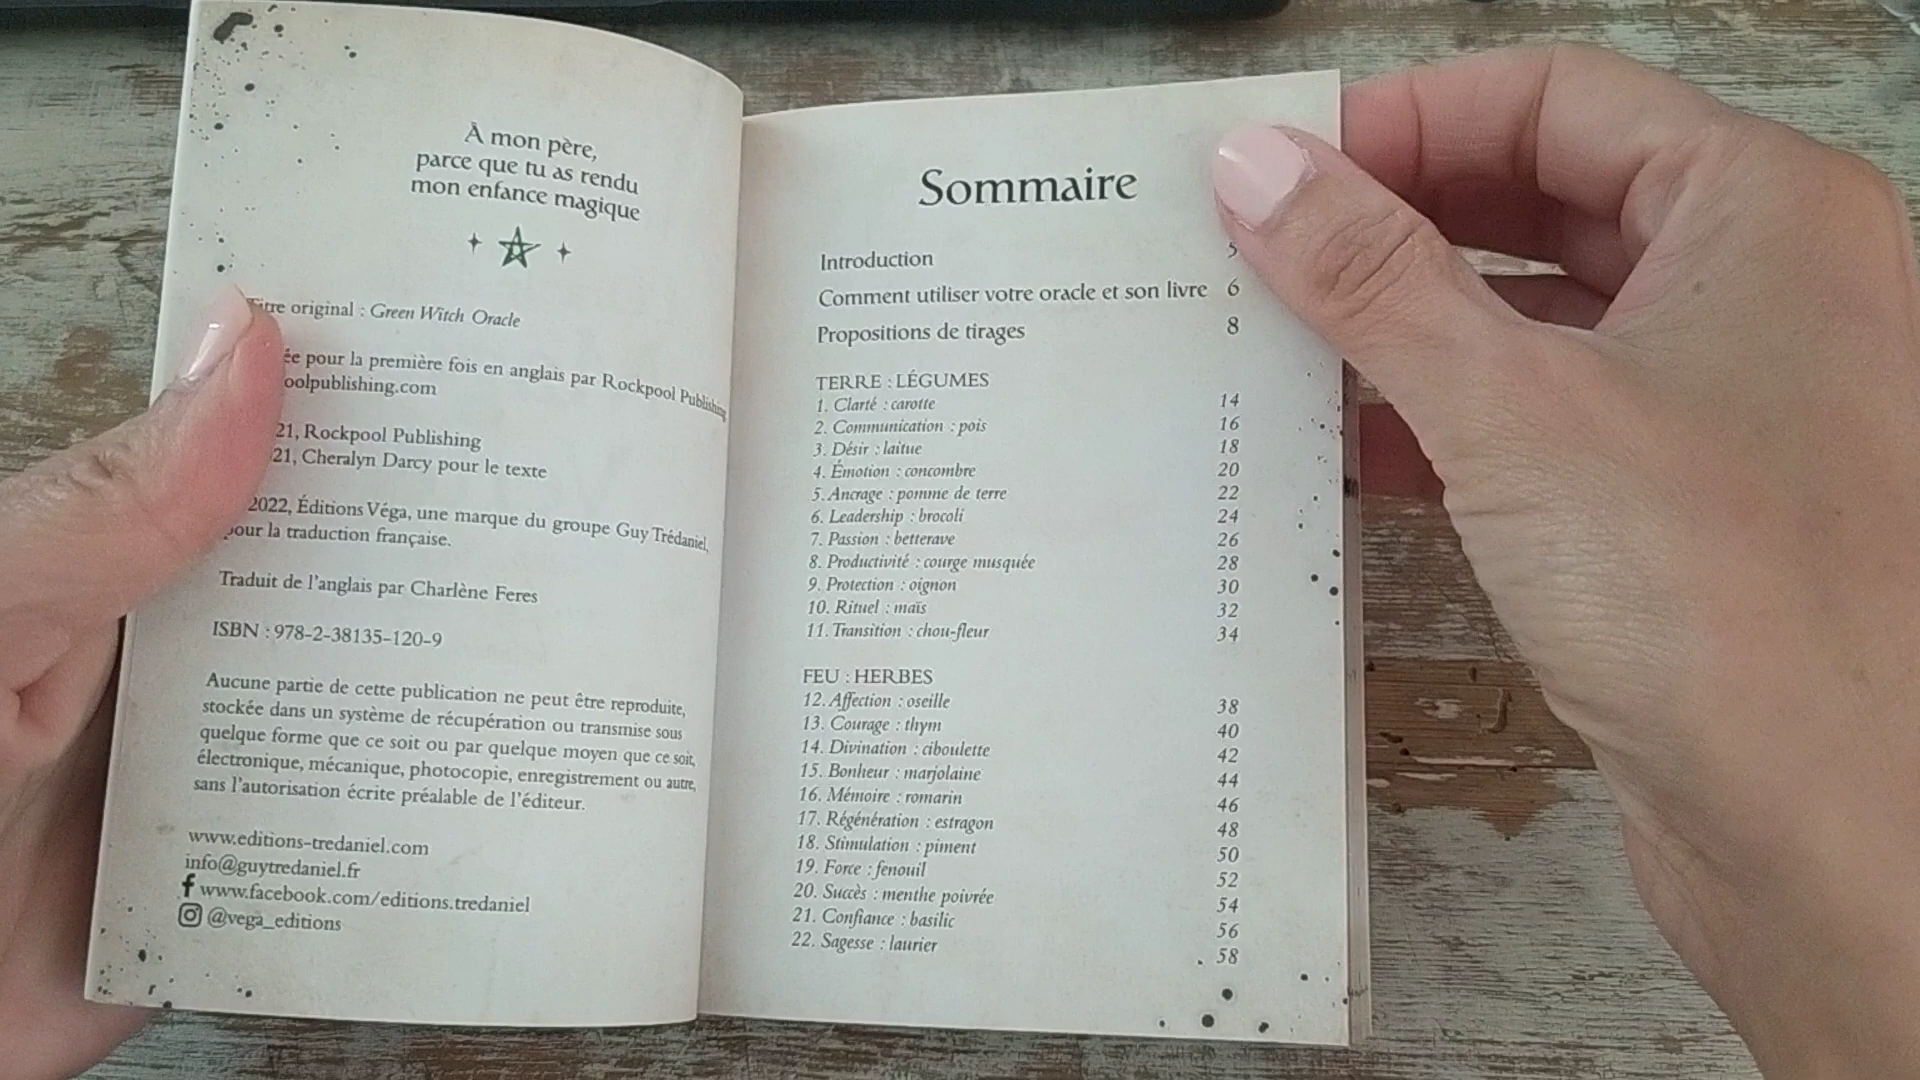 À mon père,
parce que tu as rendu
mon enfance magique
Titre original : Green Witch Oracle
pour la première fois en anglais par Rockpool Publishing
oolpublishing.com
21, Rockpool Publishing
21, Cheralyn Darcy pour le texte
2022, Éditions Véga, une marque du groupe Guy Trédaniel,
pour la traduction française.
Traduit de l'anglais par Charlène Feres
ISBN : 978-2-38135-120-9
Aucune partie de cette publication ne peut être reproduite,
stockée dans un système de récupération ou transmise sous
quelque forme que ce soit ou par quelque moyen que ce soit,
électronique, mécanique, photocopie, enregistrement ou autre,
sans l'autorisation écrite préalable de l'éditeur.
www.editions-tredaniel.com
info@guytredaniel.fr
www.facebook.com/editions.tredaniel
@vega_editions
Sommaire
Introduction 5
Comment utiliser votre oracle et son livre 6
Propositions de tirages 8
TERRE : LÉGUMES
1. Clarté : carotte 14
2. Communication : pois 16
3. Désir : laitue 18
4. Émotion : concombre 20
5. Ancrage : pomme de terre 22
6. Leadership : brocoli 24
7. Passion : betterave 26
8. Productivité : courge musquée 28
9. Protection : oignon 30
10. Rituel : maïs 32
11. Transition : chou-fleur 34
FEU : HERBES
12. Affection : oseille 38
13. Courage : thym 40
14. Divination : ciboulette 42
15. Bonheur : marjolaine 44
16. Mémoire : romarin 46
17. Régénération : estragon 48
18. Stimulation : piment 50
19. Force : fenouil 52
20. Succès : menthe poivrée 54
21. Confiance : basilic 56
22. Sagesse : laurier 58